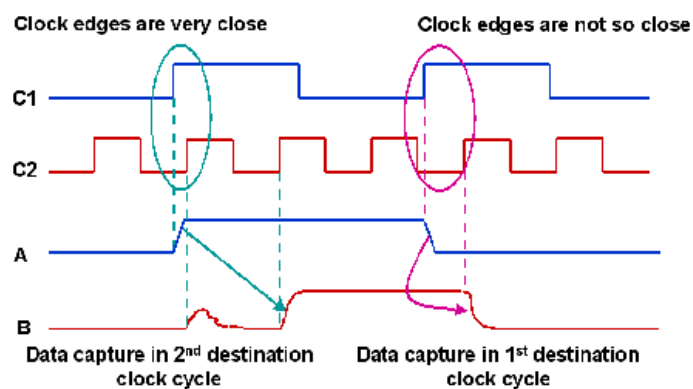 Clock edges are very close
Clock edges are not so close
C1
C2
A
B
Data capture in 2nd destination
clock cycle
Data capture in 1st destination
clock cycle